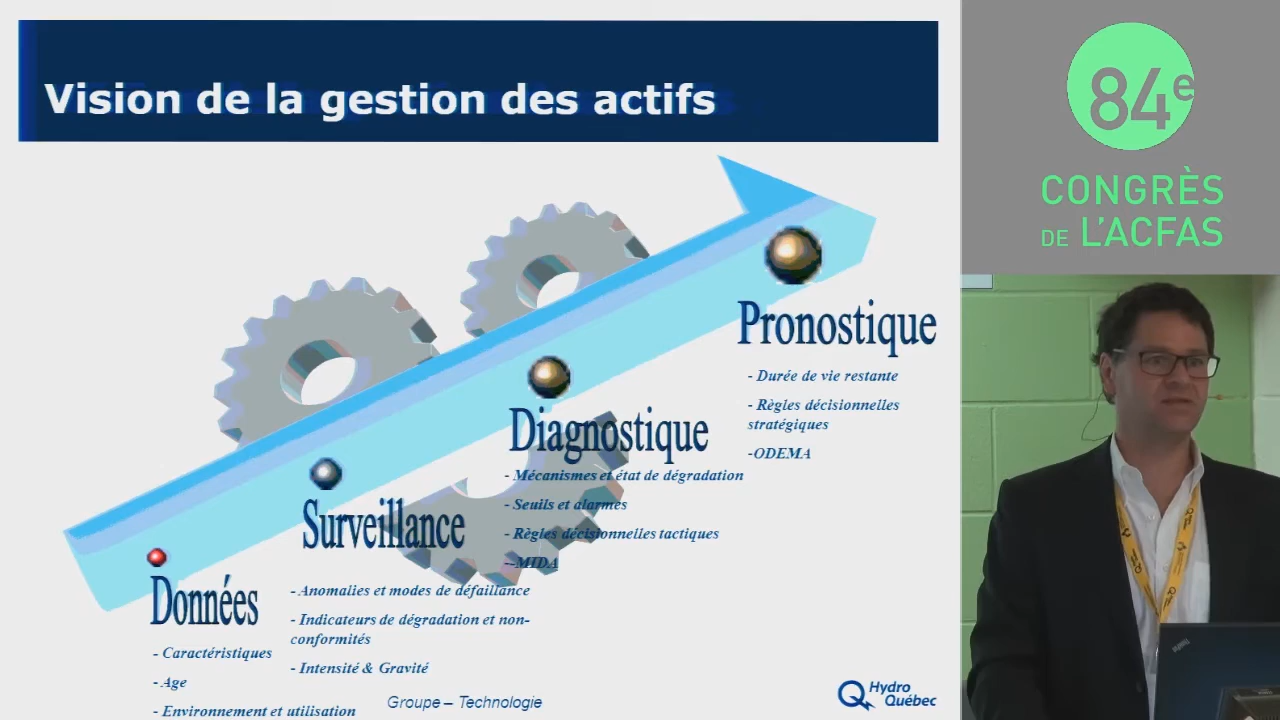 Vision de la gestion des actifs
84e
CONGRÈS
DE L'ACFAS
Pronostique
- Durée de vie restante
- Règles décisionnelles
stratégiques
-ODEMA
Diagnostique
- Mécanismes et état de dégradation
- Seuils et alarmes
- Règles décisionnelles tactiques
--MIDA
Surveillance
- Anomalies et modes de défaillance
- Indicateurs de dégradation et non-
conformités
- Intensité & Gravité
Données
- Caractéristiques
- Age
- Environnement et utilisation
Groupe – Technologie
Hydro
Québec
ThinkPad